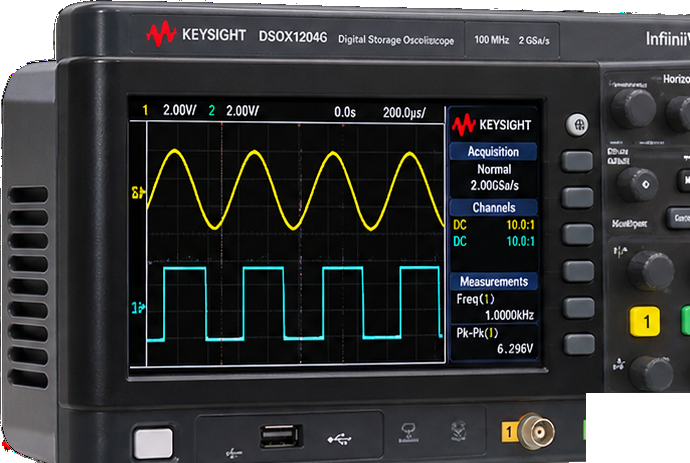 KEYSIGHT DSOX1204G Digital Storage Oscilloscope 100 MHz 2 GSa/s InfiniiV
Horizo
1 2.00V/ 2 2.00V/ 0.0s 200.0µs/
KEYSIGHT
Acquisition
Normal
2.00GSa/s
Channels
DC 10.0:1
DC 10.0:1
Measurements
Freq(1)
1.0000kHz
Pk-Pk(1)
6.296V
1
1